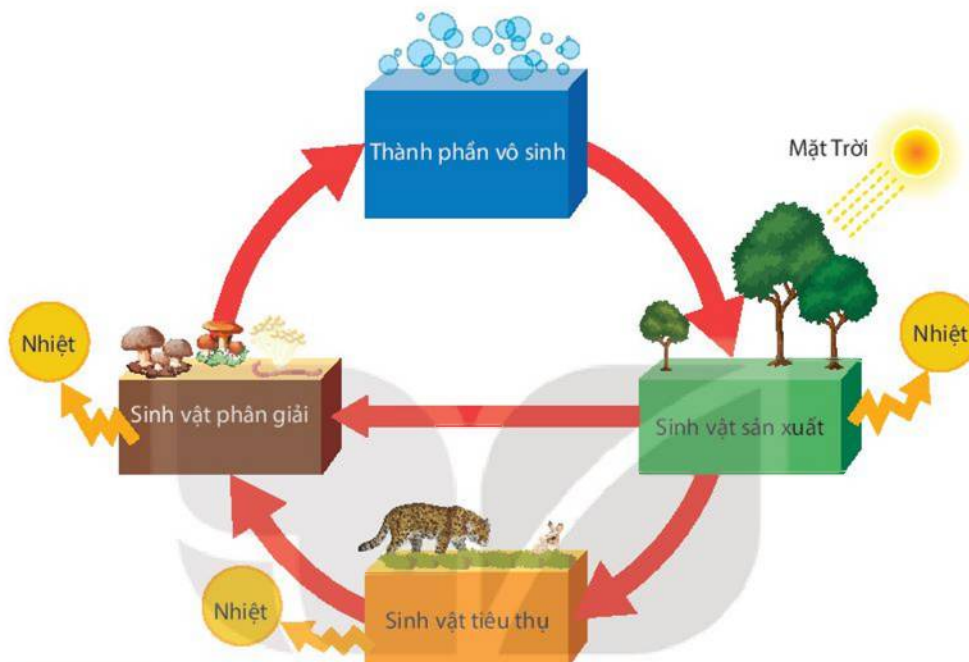 Thành phần vô sinh
Mặt Trời
Nhiệt
Nhiệt
Sinh vật phân giải
Sinh vật sản xuất
Nhiệt
Sinh vật tiêu thụ